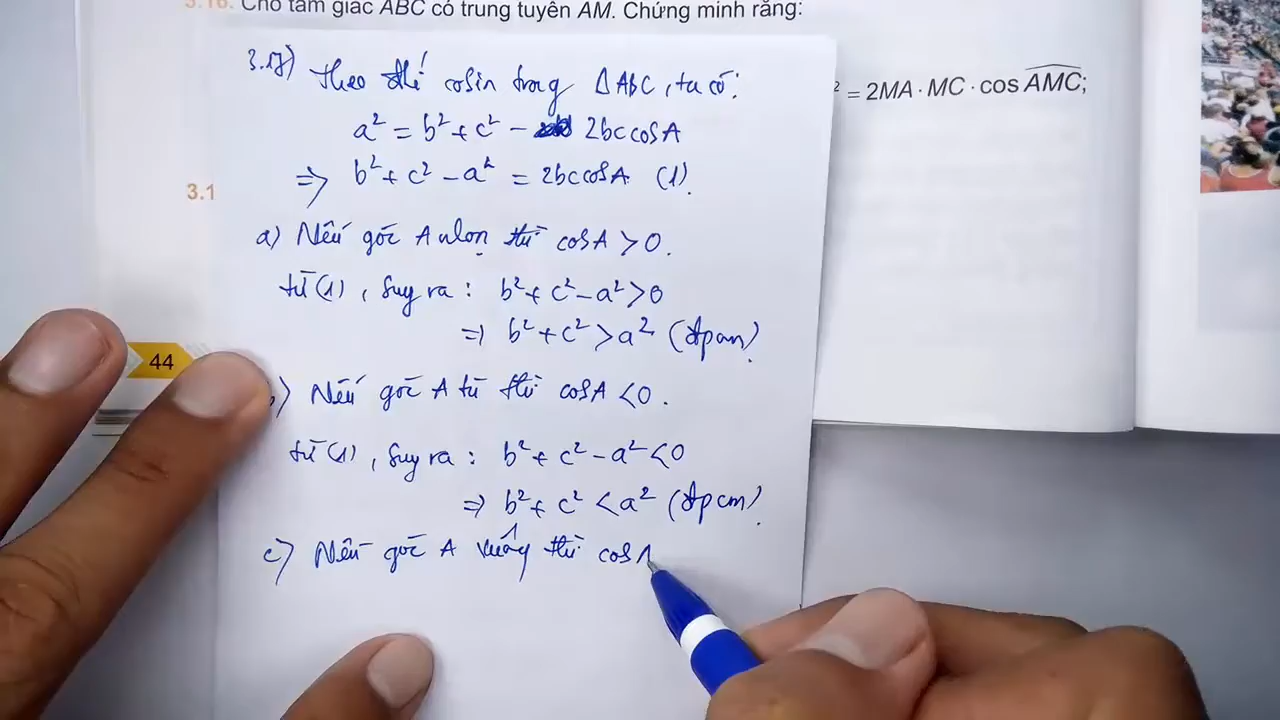 3.16. Cho tam giác ABC có trung tuyến AM. Chứng minh rằng:
² = 2MA · MC · cos AMC;
3.17) Theo đlí cosin trong ΔABC, ta có:
a² = b² + c² - 2bc cosA
=> b² + c² - a² = 2bc cosA (1).
3.1
a) Nếu góc A nhọn thì cosA > 0.
từ (1), suy ra: b² + c² - a² > 0
=> b² + c² > a² (đpcm).
44
b) Nếu góc A tù thì cosA < 0.
từ (1), suy ra: b² + c² - a² < 0
=> b² + c² < a² (đpcm).
c) Nếu góc A vuông thì cosA